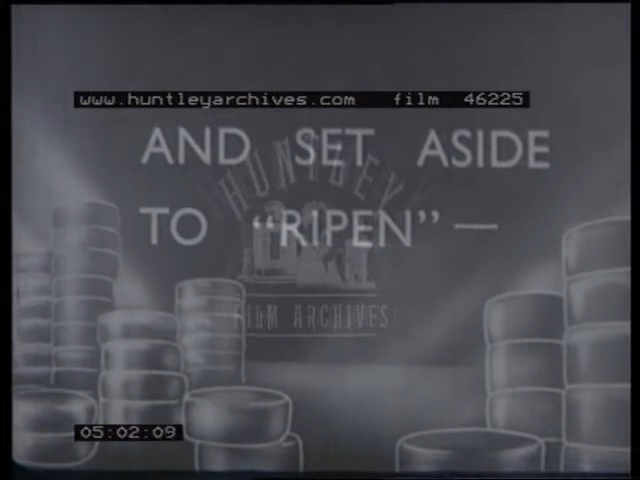 www.huntleyarchives.com film 46225
AND SET ASIDE
TO "RIPEN"—
HUNTLEY
FILM ARCHIVES
05:02:09